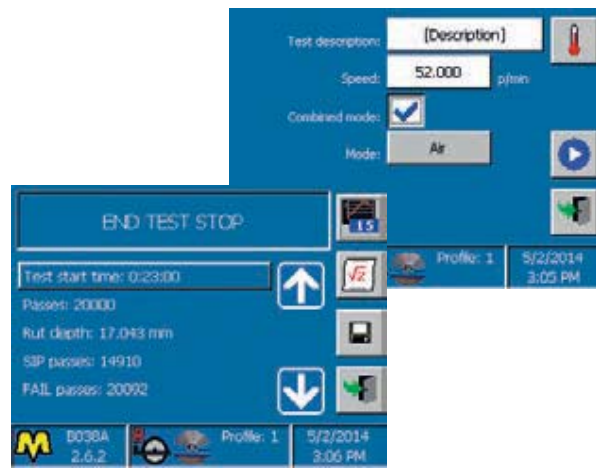 Test description: [Description]
Speed: 52.000 p/min
Combined mode:
Mode: Air
Profile: 1 5/2/2014
3:05 PM
END TEST STOP
15
Test start time: 0:23:00
√2
Passes: 20000
Rut depth: 17.043 mm
SIP passes: 14910
FAIL passes: 20092
B038A
2.6.2
Profile: 1
5/2/2014
3:06 PM